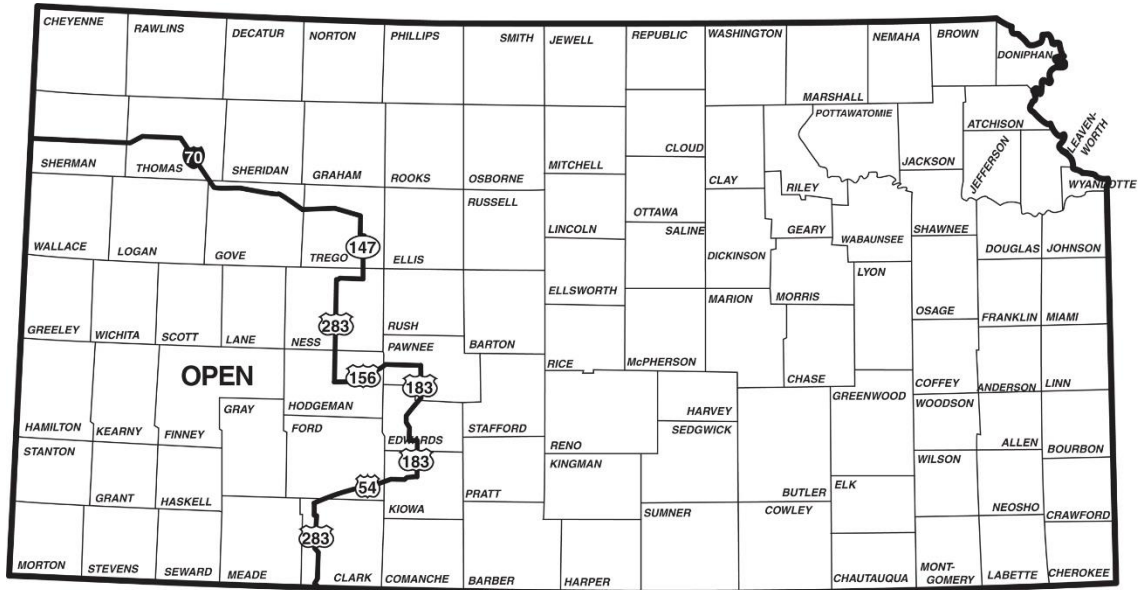 CHEYENNE
RAWLINS
DECATUR
NORTON
PHILLIPS
SMITH
JEWELL
REPUBLIC
WASHINGTON
MARSHALL
NEMAHA
BROWN
DONIPHAN
SHERMAN
THOMAS
70
SHERIDAN
GRAHAM
ROOKS
OSBORNE
MITCHELL
CLOUD
CLAY
RILEY
POTTAWATOMIE
JACKSON
ATCHISON
JEFFERSON
LEAVEN-
WORTH
WYANDOTTE
WALLACE
LOGAN
GOVE
TREGO
147
ELLIS
RUSSELL
LINCOLN
OTTAWA
SALINE
DICKINSON
GEARY
WABAUNSEE
SHAWNEE
DOUGLAS
JOHNSON
GREELEY
WICHITA
SCOTT
LANE
NESS
283
RUSH
PAWNEE
BARTON
ELLSWORTH
RICE
McPHERSON
MARION
MORRIS
CHASE
LYON
OSAGE
FRANKLIN
MIAMI
COFFEY
ANDERSON
LINN
OPEN
156
183
HAMILTON
KEARNY
FINNEY
GRAY
HODGEMAN
FORD
EDWARDS
STAFFORD
RENO
HARVEY
SEDGWICK
BUTLER
GREENWOOD
WOODSON
ALLEN
BOURBON
STANTON
GRANT
HASKELL
54
183
KIOWA
PRATT
KINGMAN
ELK
WILSON
NEOSHO
CRAWFORD
MORTON
STEVENS
SEWARD
MEADE
283
CLARK
COMANCHE
BARBER
HARPER
SUMNER
COWLEY
CHAUTAUQUA
MONT-
GOMERY
LABETTE
CHEROKEE